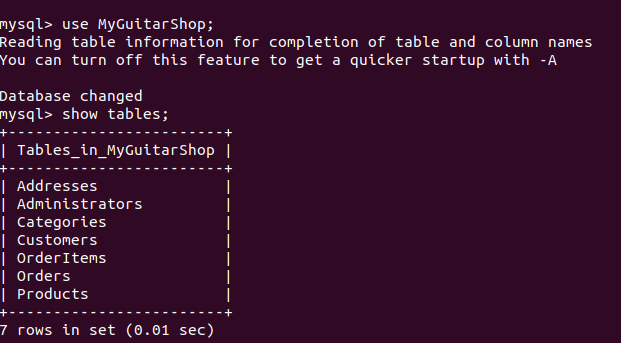 mysql> use MyGuitarShop;
Reading table information for completion of table and column names
You can turn off this feature to get a quicker startup with -A

Database changed
mysql> show tables;
+------------------------+
| Tables_in_MyGuitarShop |
+------------------------+
| Addresses              |
| Administrators         |
| Categories             |
| Customers              |
| OrderItems             |
| Orders                 |
| Products               |
+------------------------+
7 rows in set (0.01 sec)